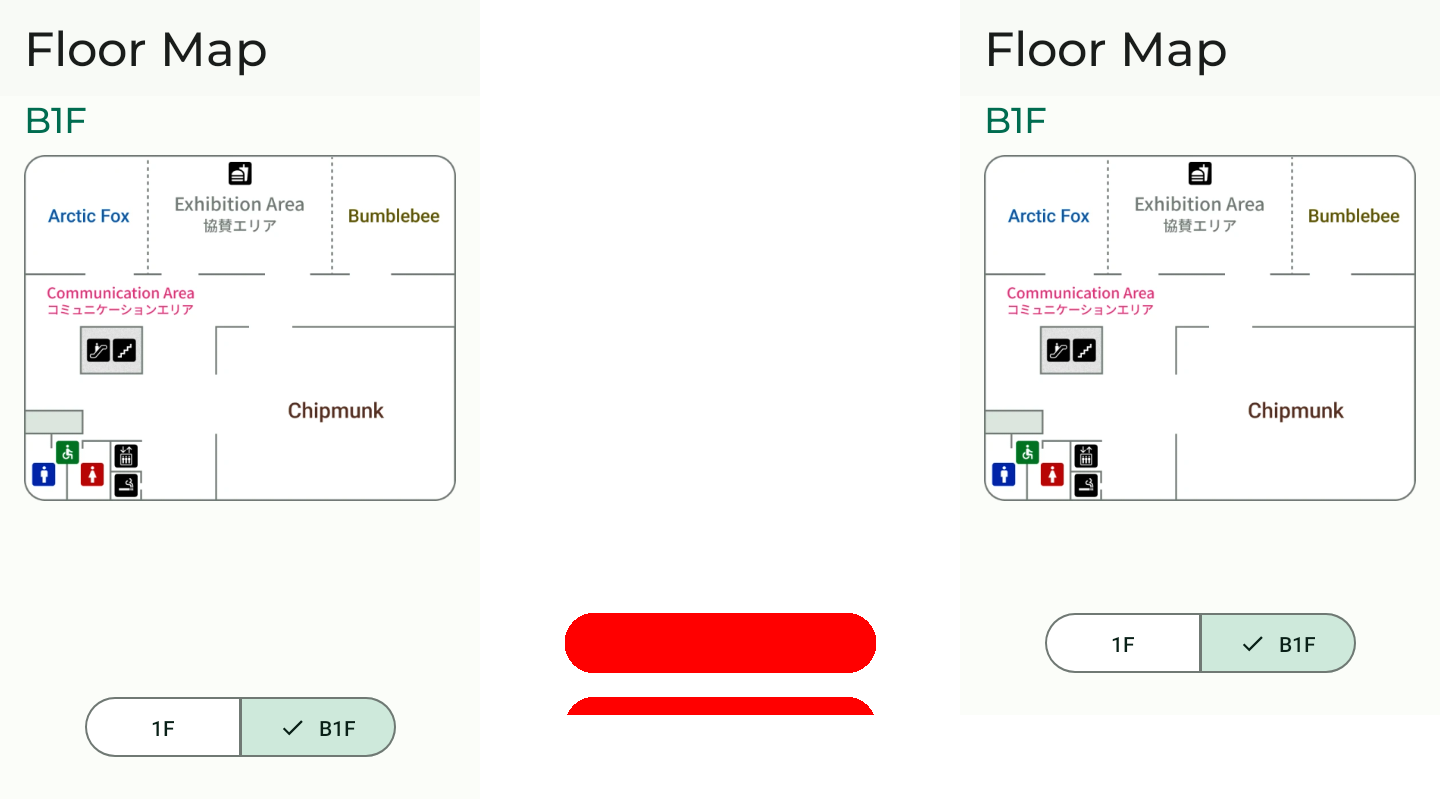 Floor Map
B1F
Arctic Fox
Exhibition Area
協賛エリア
Bumblebee
Communication Area
コミュニケーションエリア
Chipmunk
1F
B1F
Floor Map
B1F
Arctic Fox
Exhibition Area
協賛エリア
Bumblebee
Communication Area
コミュニケーションエリア
Chipmunk
1F
B1F